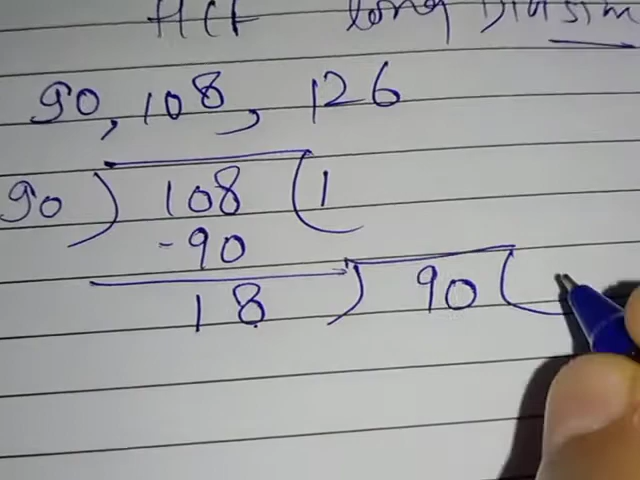 HCF long Division
90, 108, 126
90 ) 108 ( 1
-90
18 ) 90 (